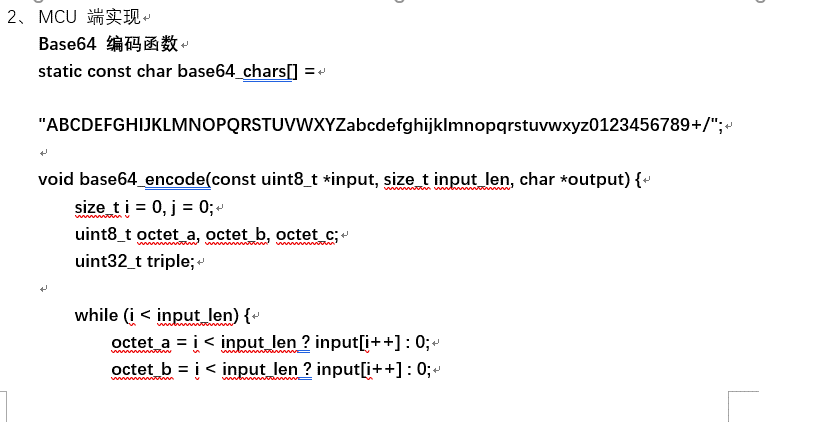 2、 MCU 端实现
Base64 编码函数
static const char base64_chars[] =
"ABCDEFGHIJKLMNOPQRSTUVWXYZabcdefghijklmnopqrstuvwxyz0123456789+/";
void base64_encode(const uint8_t *input, size_t input_len, char *output) {
size_t i = 0, j = 0;
uint8_t octet_a, octet_b, octet_c;
uint32_t triple;
while (i < input_len) {
octet_a = i < input_len ? input[i++] : 0;
octet_b = i < input_len ? input[i++] : 0;